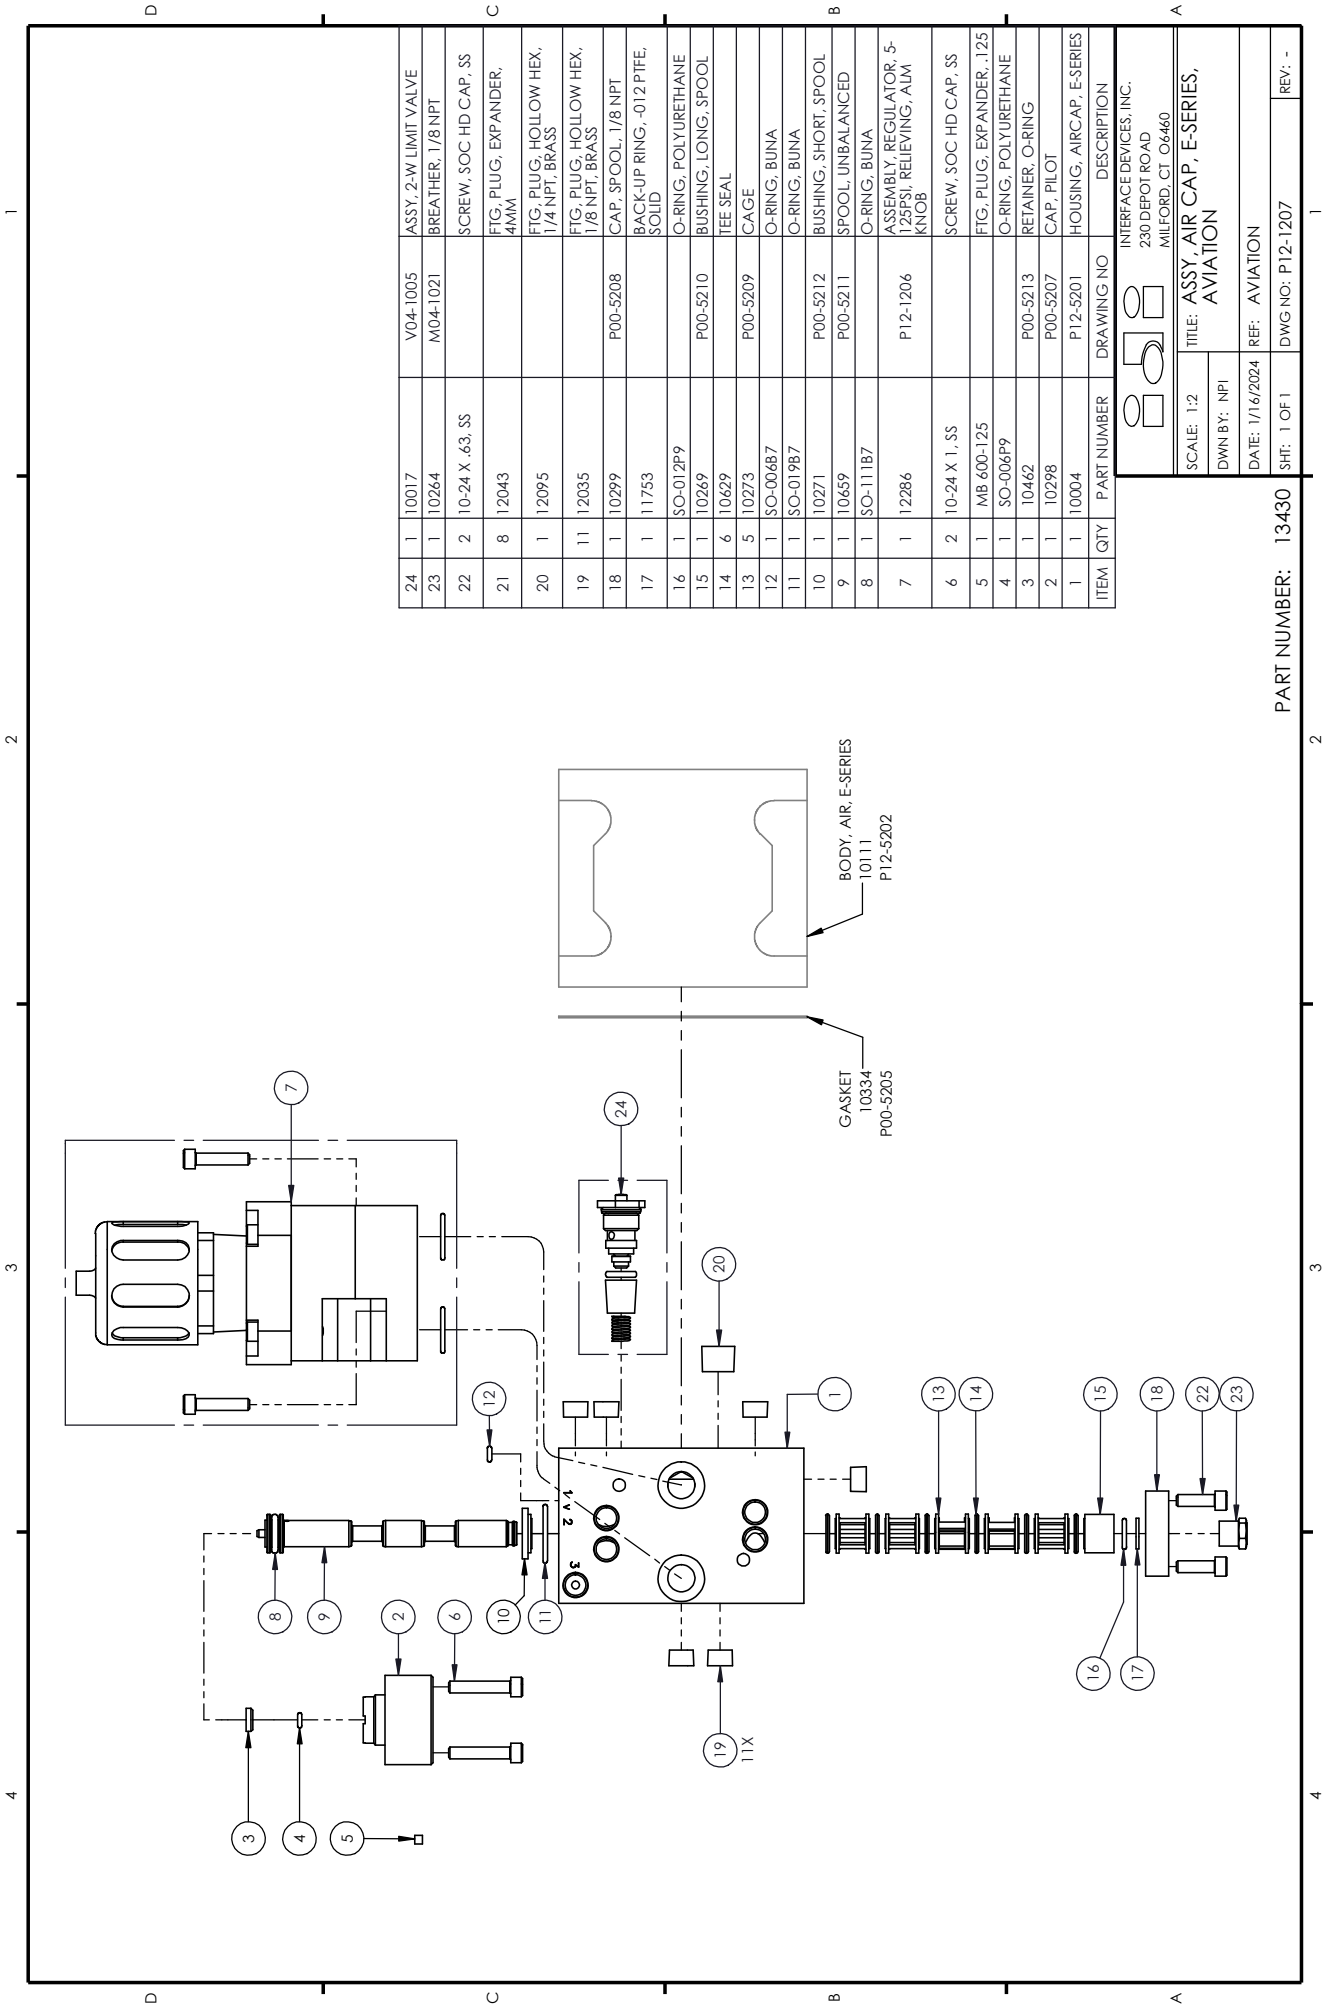 4
3
2
1
D
C
B
A
D
C
B
A
4
3
2
1
3
4
5
8
9
2
6
10
11
12
7
24
20
1
19
11X
13
14
15
18
22
23
16
17
1
2
3
GASKET
10334
P00-5205
BODY, AIR, E-SERIES
10111
P12-5202
24 1 10017 V04-1005 ASSY, 2-W LIMIT VALVE
23 1 10264 M04-1021 BREATHER, 1/8 NPT
22 2 10-24 X .63, SS SCREW, SOC HD CAP, SS
21 8 12043 FTG, PLUG, EXPANDER,
4MM
20 1 12095 FTG, PLUG, HOLLOW HEX,
1/4 NPT, BRASS
19 11 12035 FTG, PLUG, HOLLOW HEX,
1/8 NPT, BRASS
18 1 10299 P00-5208 CAP, SPOOL, 1/8 NPT
17 1 11753 BACK-UP RING, -012 PTFE,
SOLID
16 1 SO-012P9 O-RING, POLYURETHANE
15 1 10269 P00-5210 BUSHING, LONG, SPOOL
14 6 10629 TEE SEAL
13 5 10273 P00-5209 CAGE
12 1 SO-006B7 O-RING, BUNA
11 1 SO-019B7 O-RING, BUNA
10 1 10271 P00-5212 BUSHING, SHORT, SPOOL
9 1 10659 P00-5211 SPOOL, UNBALANCED
8 1 SO-111B7 O-RING, BUNA
7 1 12286 P12-1206 ASSEMBLY, REGULATOR, 5-
125PSI, RELIEVING, ALM
KNOB
6 2 10-24 X 1, SS SCREW, SOC HD CAP, SS
5 1 MB 600-125 FTG, PLUG, EXPANDER, .125
4 1 SO-006P9 O-RING, POLYURETHANE
3 1 10462 P00-5213 RETAINER, O-RING
2 1 10298 P00-5207 CAP, PILOT
1 1 10004 P12-5201 HOUSING, AIRCAP, E-SERIES
ITEM QTY PART NUMBER DRAWING NO DESCRIPTION
INTERFACE DEVICES, INC.
230 DEPOT ROAD
MILFORD, CT O6460
SCALE: 1:2
TITLE: ASSY, AIR CAP, E-SERIES,
AVIATION
DWN BY: NPI
DATE: 1/16/2024 REF: AVIATION
SHT: 1 OF 1 DWG NO: P12-1207 REV: -
PART NUMBER: 13430